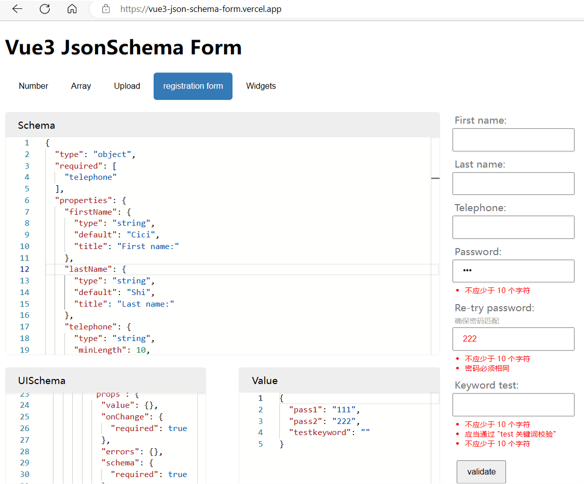 https://vue3-json-schema-form.vercel.app
Vue3 JsonSchema Form
Number Array Upload registration form Widgets
Schema
1 {
2 "type": "object",
3 "required": [
4 "telephone"
5 ],
6 "properties": {
7 "firstName": {
8 "type": "string",
9 "default": "Cici",
10 "title": "First name:"
11 },
12 "lastName": {
13 "type": "string",
14 "default": "Shi",
15 "title": "Last name:"
16 },
17 "telephone": {
18 "type": "string",
19 "minLength": 10,
UISchema
23 props : {
24 "value": {},
25 "onChange": {
26 "required": true
27 },
28 "errors": {},
29 "schema": {
30 "required": true
Value
1 {
2 "pass1": "111",
3 "pass2": "222",
4 "testkeyword": ""
5 }
First name:
Last name:
Telephone:
Password:
•••
• 不应少于 10 个字符
Re-try password:
确保密码匹配
222
• 不应少于 10 个字符
• 密码必须相同
Keyword test:
• 不应少于 10 个字符
• 应当通过 "test 关键词校验"
• 不应少于 10 个字符
validate